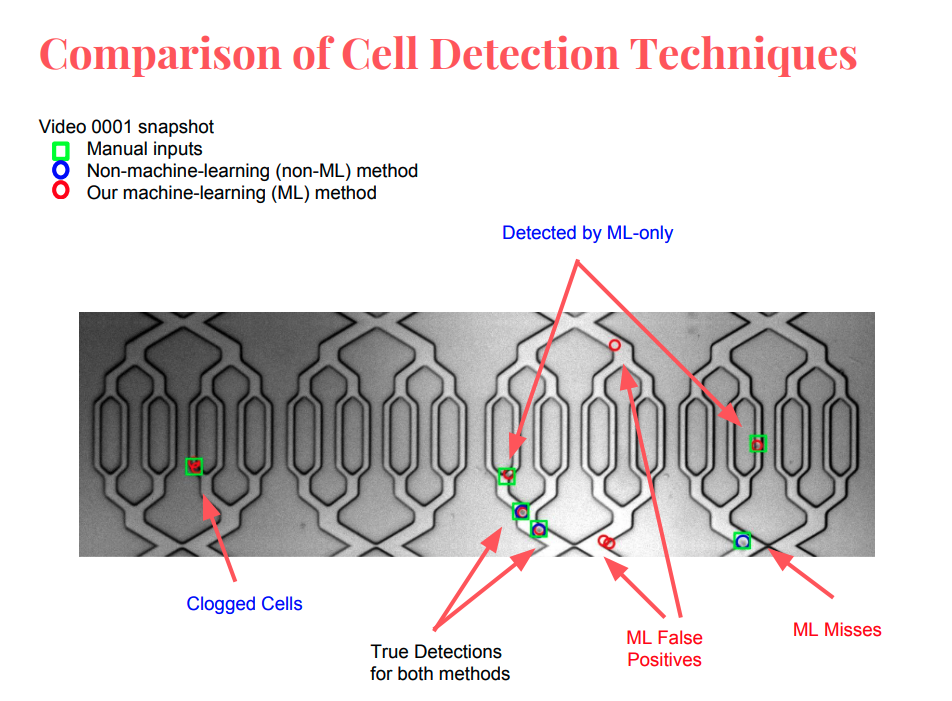 Comparison of Cell Detection Techniques
Video 0001 snapshot
Manual inputs
Non-machine-learning (non-ML) method
Our machine-learning (ML) method
Detected by ML-only
Clogged Cells
True Detections
for both methods
ML False
Positives
ML Misses